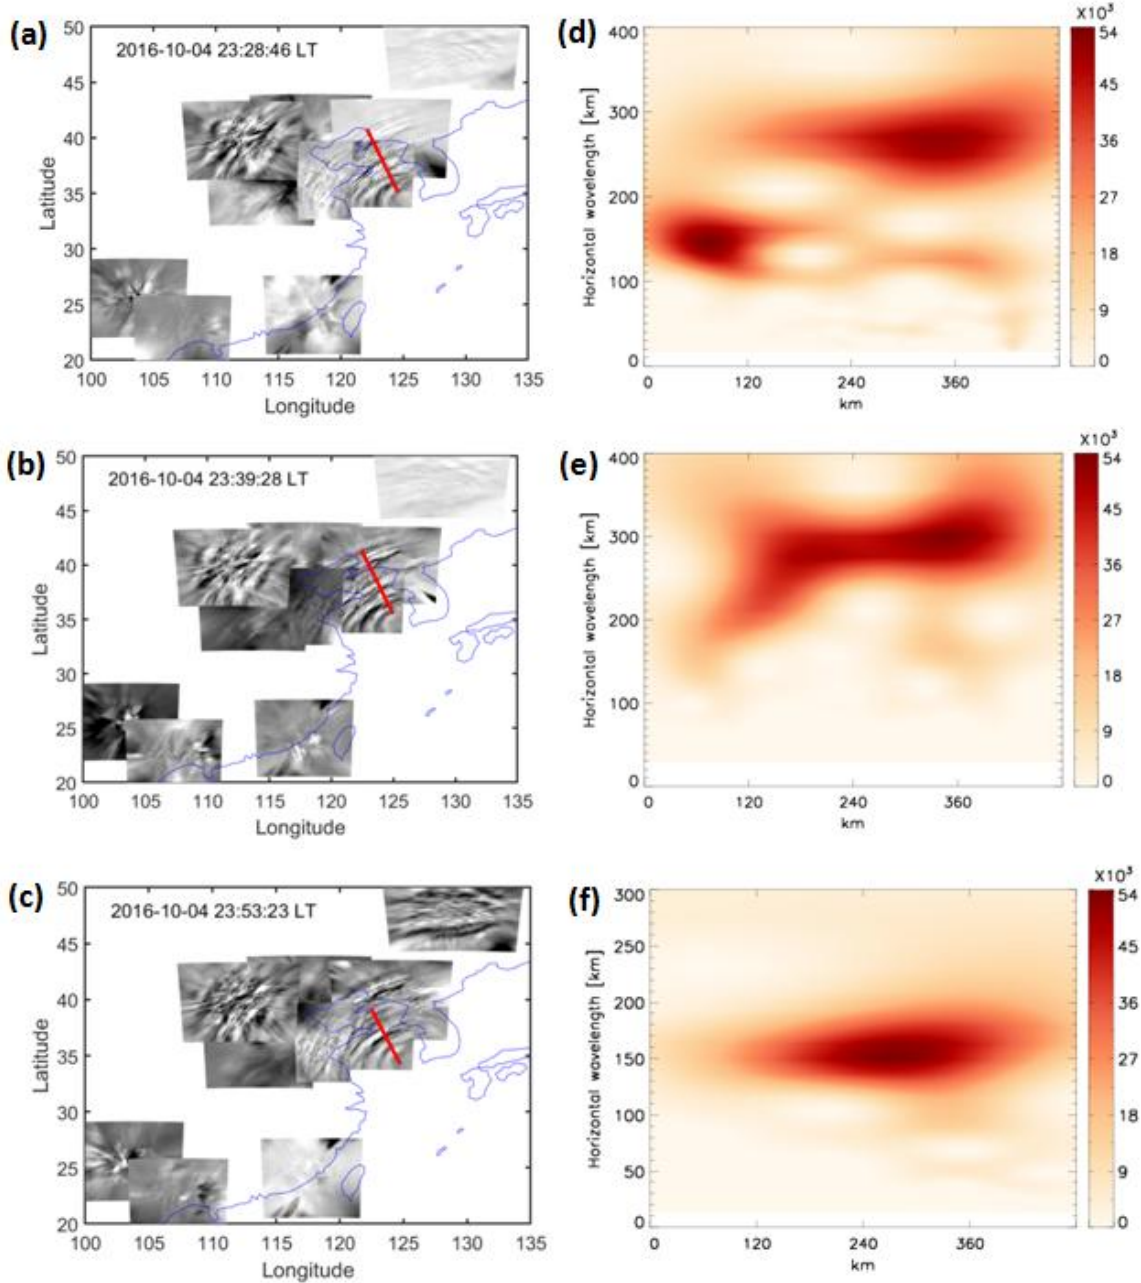 (a)
2016-10-04 23:28:46 LT
50
45
40
35
30
25
20
100 105 110 115 120 125 130 135
Latitude
Longitude
(d)
X10³
400
300
200
100
0
Horizontal wavelength [km]
0 120 240 360
km
54
45
36
27
18
9
0
(b)
2016-10-04 23:39:28 LT
50
45
40
35
30
25
20
100 105 110 115 120 125 130 135
Latitude
Longitude
(e)
X10³
400
300
200
100
0
Horizontal wavelength [km]
0 120 240 360
km
54
45
36
27
18
9
0
(c)
2016-10-04 23:53:23 LT
50
45
40
35
30
25
20
100 105 110 115 120 125 130 135
Latitude
Longitude
(f)
X10³
300
250
200
150
100
50
0
Horizontal wavelength [km]
0 120 240 360
km
54
45
36
27
18
9
0